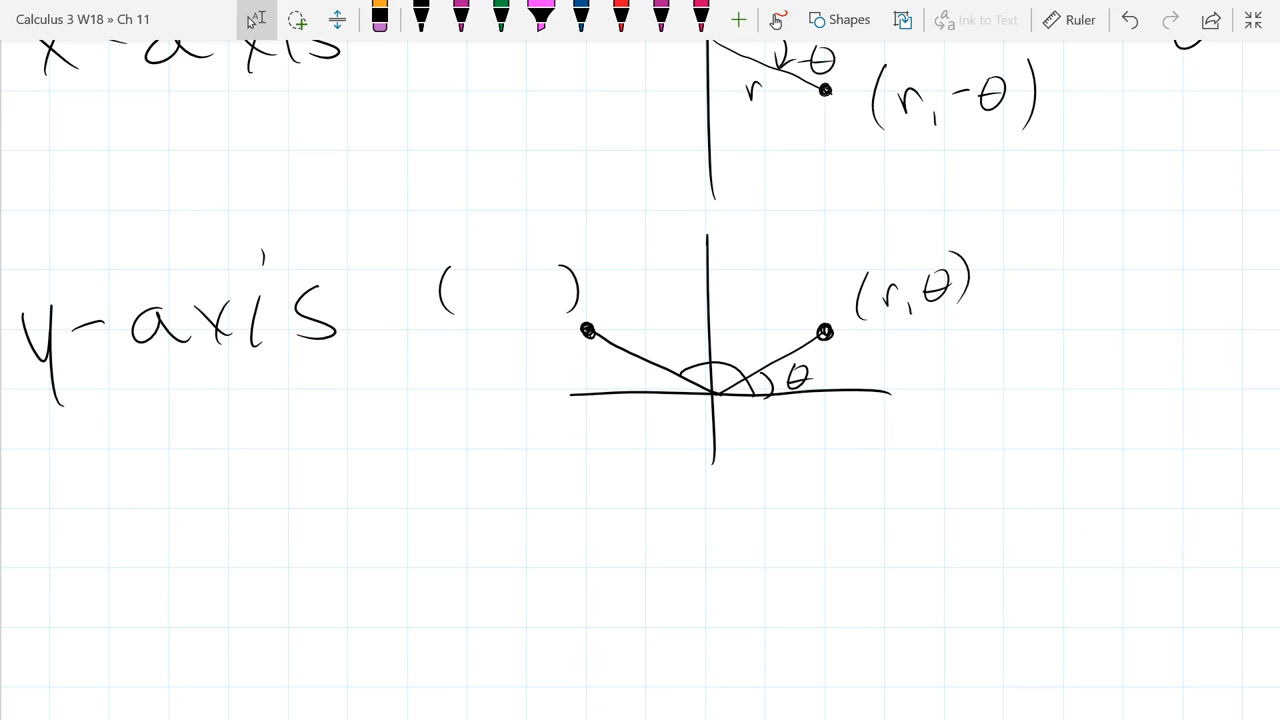 Calculus 3 W18 » Ch 11
Shapes
Ink to Text
Ruler
x-axis
θ
r
(r, -θ)
y-axis
( )
(r, θ)
θ